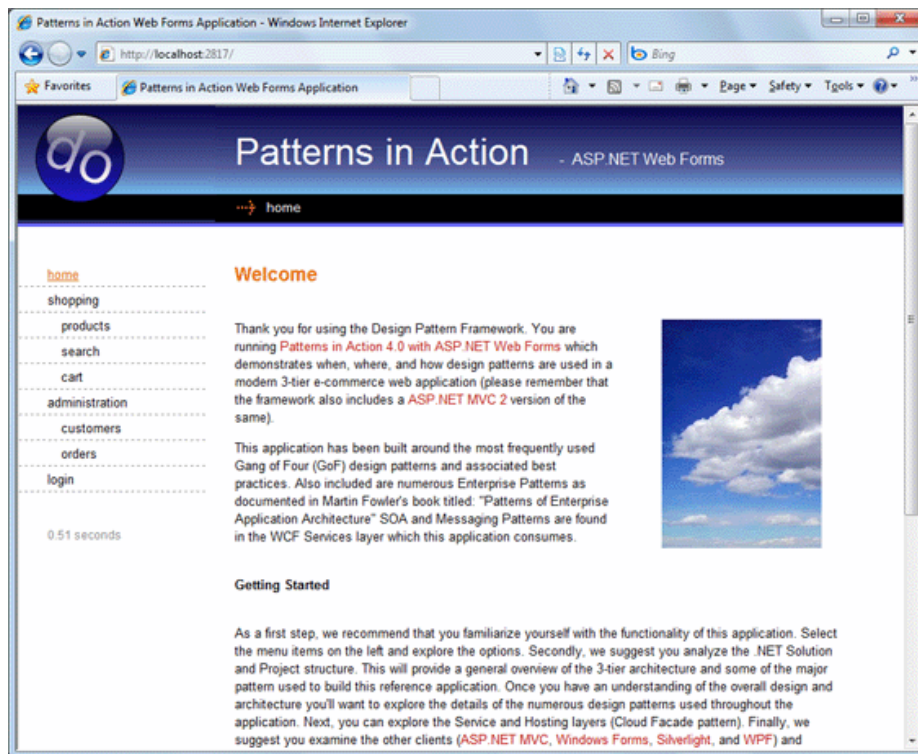 Patterns in Action Web Forms Application - Windows Internet Explorer
http://localhost:2817/
Bing
Favorites
Patterns in Action Web Forms Application
Page
Safety
Tools
do
Patterns in Action - ASP.NET Web Forms
home
home
shopping
products
search
cart
administration
customers
orders
login
0.51 seconds
Welcome
Thank you for using the Design Pattern Framework. You are
running Patterns in Action 4.0 with ASP.NET Web Forms which
demonstrates when, where, and how design patterns are used in a
modern 3-tier e-commerce web application (please remember that
the framework also includes a ASP.NET MVC 2 version of the
same).
This application has been built around the most frequently used
Gang of Four (GoF) design patterns and associated best
practices. Also included are numerous Enterprise Patterns as
documented in Martin Fowler's book titled: "Patterns of Enterprise
Application Architecture" SOA and Messaging Patterns are found
in the WCF Services layer which this application consumes.
Getting Started
As a first step, we recommend that you familiarize yourself with the functionality of this application. Select
the menu items on the left and explore the options. Secondly, we suggest you analyze the .NET Solution
and Project structure. This will provide a general overview of the 3-tier architecture and some of the major
pattern used to build this reference application. Once you have an understanding of the overall design and
architecture you'll want to explore the details of the numerous design patterns used throughout the
application. Next, you can explore the Service and Hosting layers (Cloud Facade pattern). Finally, we
suggest you examine the other clients (ASP.NET MVC, Windows Forms, Silverlight, and WPF) and